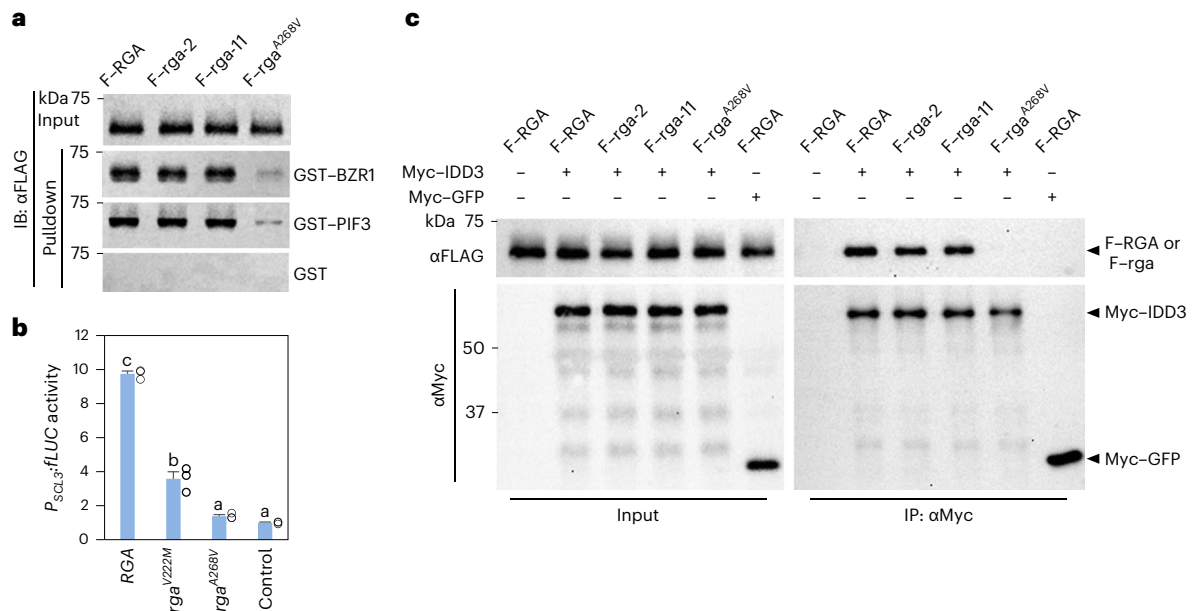 a
F–RGA
F–rga-2
F–rga-11
F–rga^A268V
kDa 75
Input
75
GST–BZR1
75
GST–PIF3
75
GST
IB: αFLAG
Pulldown
b
12
10
8
6
4
2
0
P_SCL3:fLUC activity
c
b
a
a
RGA
rga^V222M
rga^A268V
Control
c
F–RGA
F–RGA
F–rga-2
F–rga-11
F–rga^A268V
F–RGA
F–RGA
F–RGA
F–rga-2
F–rga-11
F–rga^A268V
F–RGA
Myc–IDD3 – + + + + – – + + + + –
Myc–GFP – – – – – + – – – – – +
kDa 75
αFLAG
F–RGA or
F–rga
αMyc
Myc–IDD3
50
37
Myc–GFP
Input
IP: αMyc